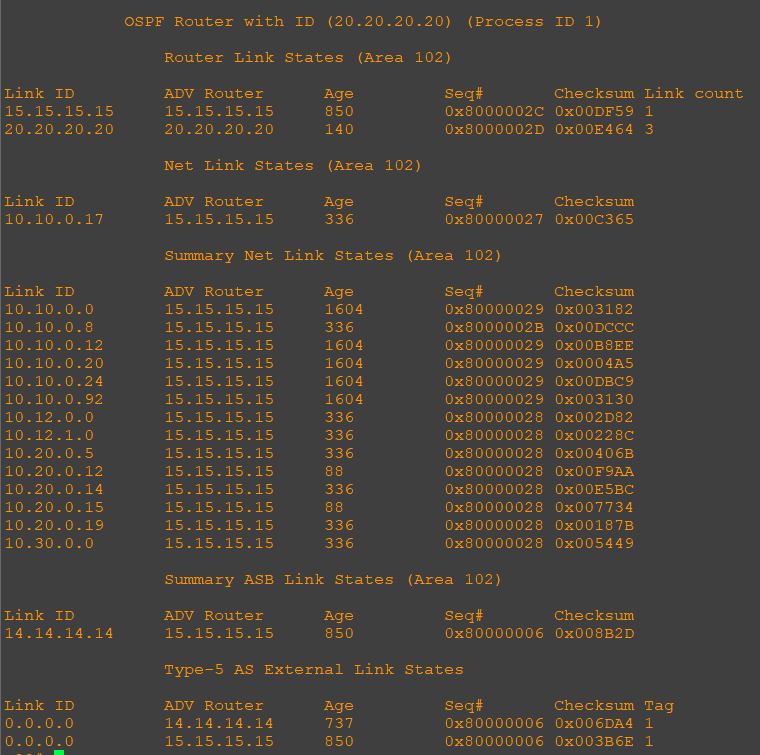 OSPF Router with ID (20.20.20.20) (Process ID 1)
Router Link States (Area 102)
Link ID ADV Router Age Seq# Checksum Link count
15.15.15.15 15.15.15.15 850 0x8000002C 0x00DF59 1
20.20.20.20 20.20.20.20 140 0x8000002D 0x00E464 3
Net Link States (Area 102)
Link ID ADV Router Age Seq# Checksum
10.10.0.17 15.15.15.15 336 0x80000027 0x00C365
Summary Net Link States (Area 102)
Link ID ADV Router Age Seq# Checksum
10.10.0.0 15.15.15.15 1604 0x80000029 0x003182
10.10.0.8 15.15.15.15 336 0x8000002B 0x00DCCC
10.10.0.12 15.15.15.15 1604 0x80000029 0x00B8EE
10.10.0.20 15.15.15.15 1604 0x80000029 0x0004A5
10.10.0.24 15.15.15.15 1604 0x80000029 0x00DBC9
10.10.0.92 15.15.15.15 1604 0x80000029 0x003130
10.12.0.0 15.15.15.15 336 0x80000028 0x002D82
10.12.1.0 15.15.15.15 336 0x80000028 0x00228C
10.20.0.5 15.15.15.15 336 0x80000028 0x00406B
10.20.0.12 15.15.15.15 88 0x80000028 0x00F9AA
10.20.0.14 15.15.15.15 336 0x80000028 0x00E5BC
10.20.0.15 15.15.15.15 88 0x80000028 0x007734
10.20.0.19 15.15.15.15 336 0x80000028 0x00187B
10.30.0.0 15.15.15.15 336 0x80000028 0x005449
Summary ASB Link States (Area 102)
Link ID ADV Router Age Seq# Checksum
14.14.14.14 15.15.15.15 850 0x80000006 0x008B2D
Type-5 AS External Link States
Link ID ADV Router Age Seq# Checksum Tag
0.0.0.0 14.14.14.14 737 0x80000006 0x006DA4 1
0.0.0.0 15.15.15.15 850 0x80000006 0x003B6E 1